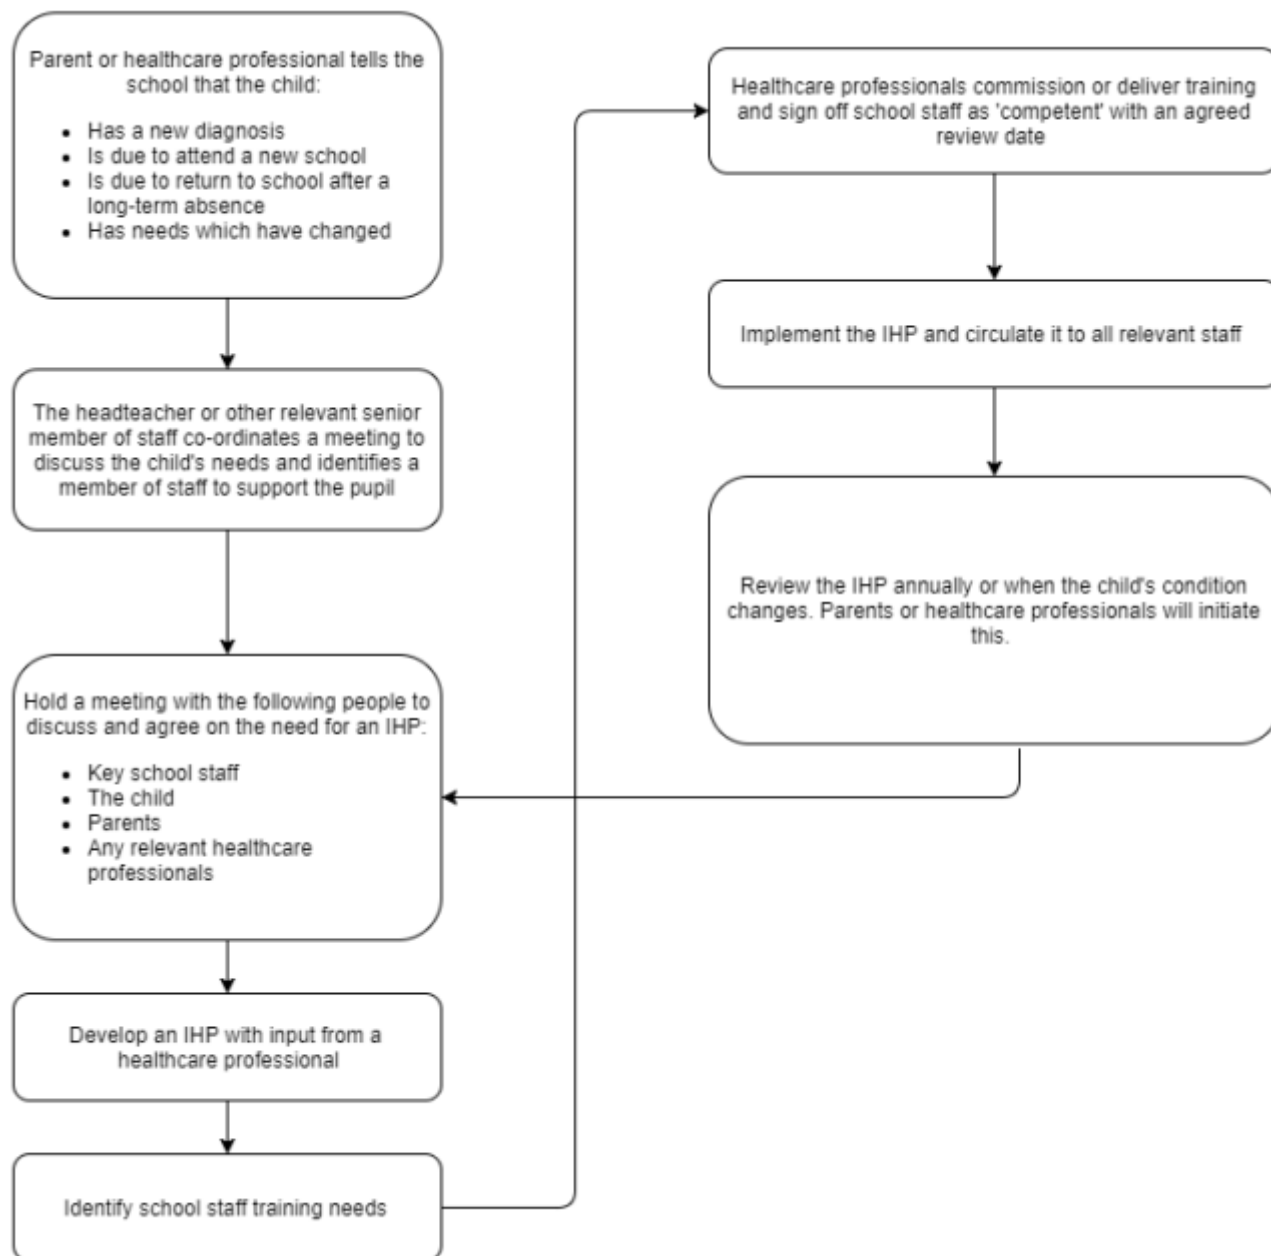 Parent or healthcare professional tells the
school that the child:
• Has a new diagnosis
• Is due to attend a new school
• Is due to return to school after a
long-term absence
• Has needs which have changed
The headteacher or other relevant senior
member of staff co-ordinates a meeting to
discuss the child's needs and identifies a
member of staff to support the pupil
Hold a meeting with the following people to
discuss and agree on the need for an IHP:
• Key school staff
• The child
• Parents
• Any relevant healthcare
professionals
Develop an IHP with input from a
healthcare professional
Identify school staff training needs
Healthcare professionals commission or deliver training
and sign off school staff as 'competent' with an agreed
review date
Implement the IHP and circulate it to all relevant staff
Review the IHP annually or when the child's condition
changes. Parents or healthcare professionals will initiate
this.